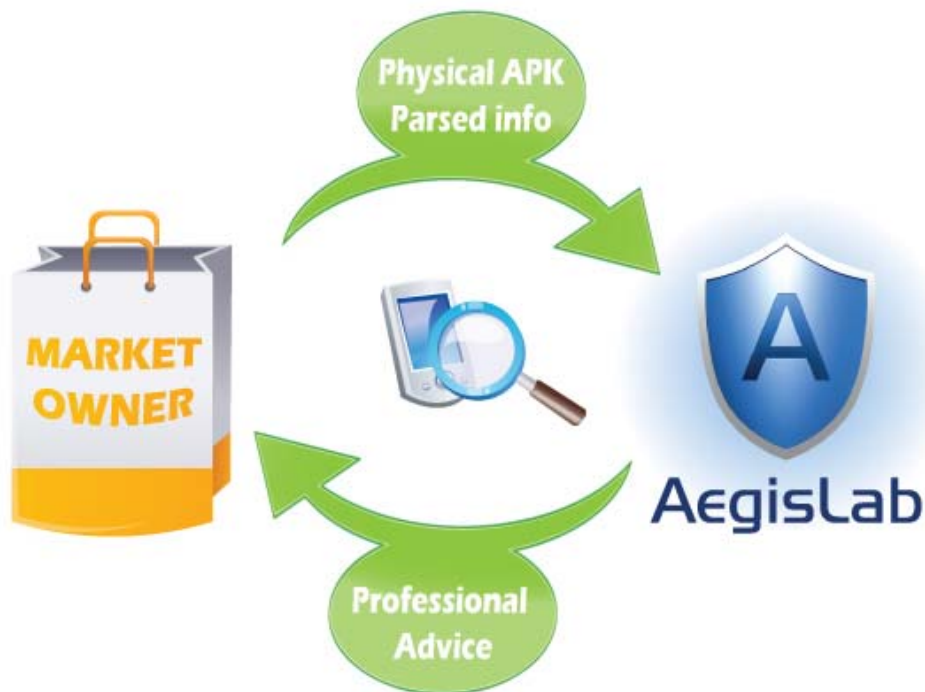 Physical APK
Parsed info
MARKET
OWNER
A
AegisLab
Professional
Advice